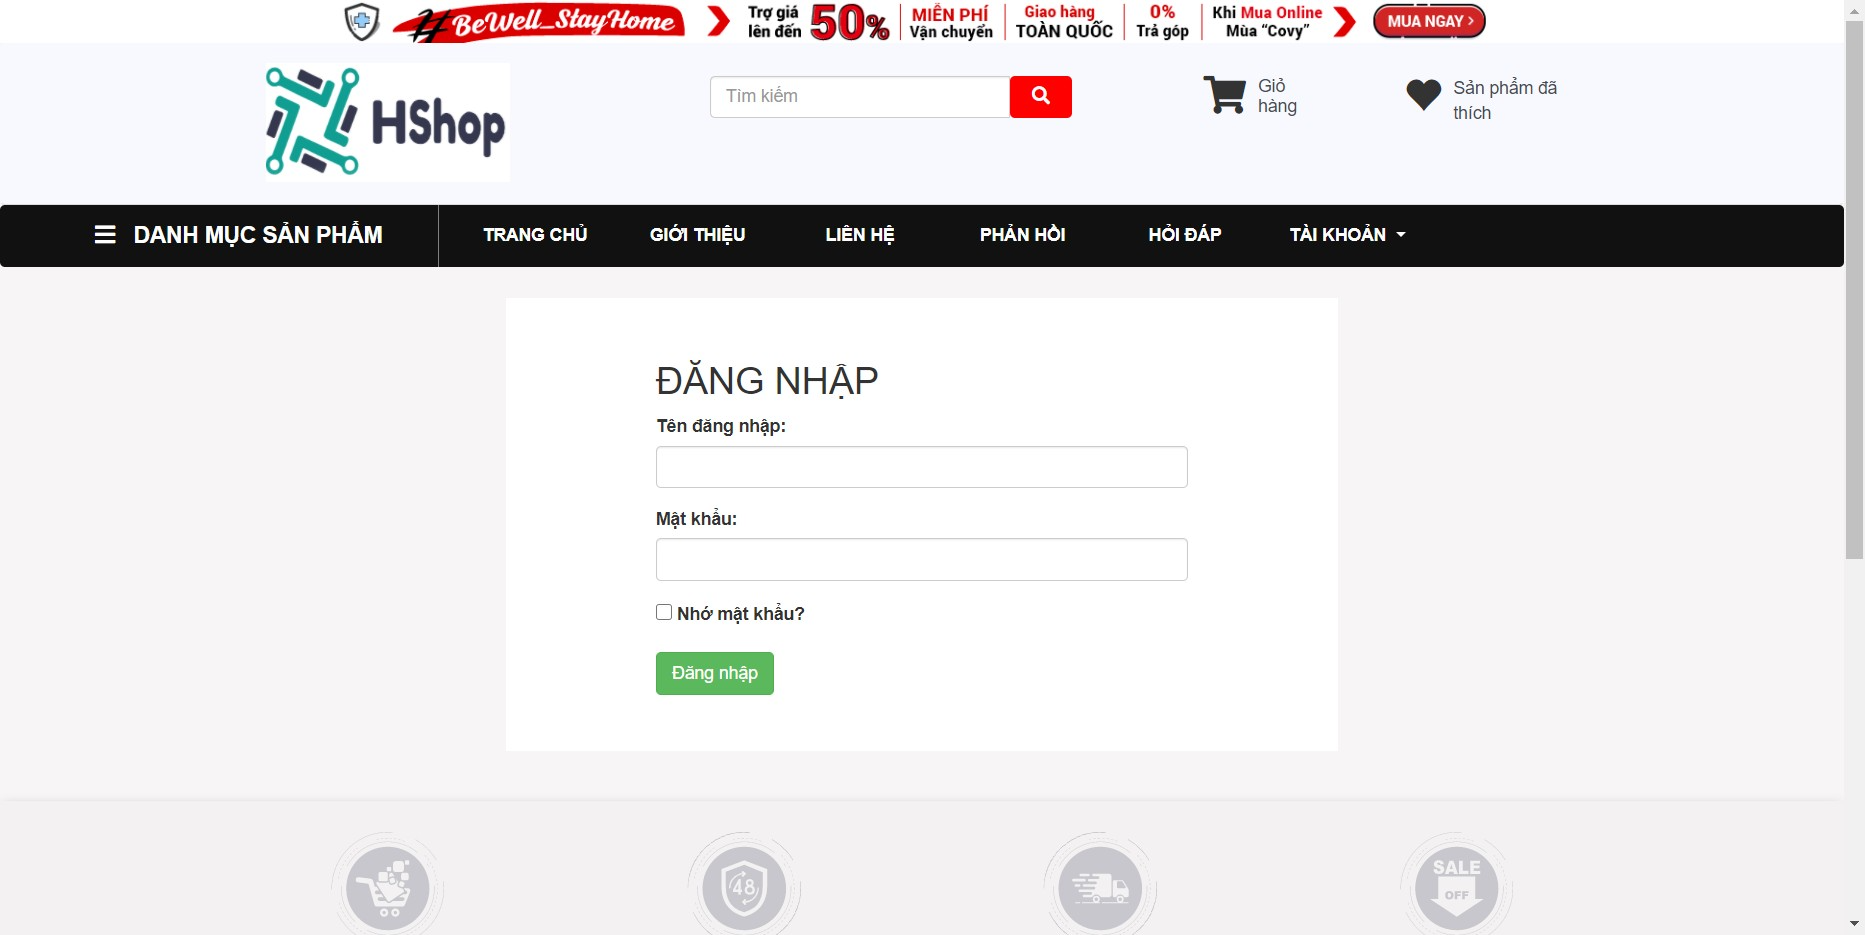 #BeWell_StayHome
Trợ giá
lên đến
50%
MIỄN PHÍ
Vận chuyển
Giao hàng
TOÀN QUỐC
0%
Trả góp
Khi Mua Online
Mùa “Covy”
MUA NGAY ›
HShop
Tìm kiếm
Giỏ
hàng
Sản phẩm đã
thích
DANH MỤC SẢN PHẨM
TRANG CHỦ
GIỚI THIỆU
LIÊN HỆ
PHẢN HỒI
HỎI ĐÁP
TÀI KHOẢN
ĐĂNG NHẬP
Tên đăng nhập:
Mật khẩu:
Nhớ mật khẩu?
Đăng nhập
48
SALE
OFF